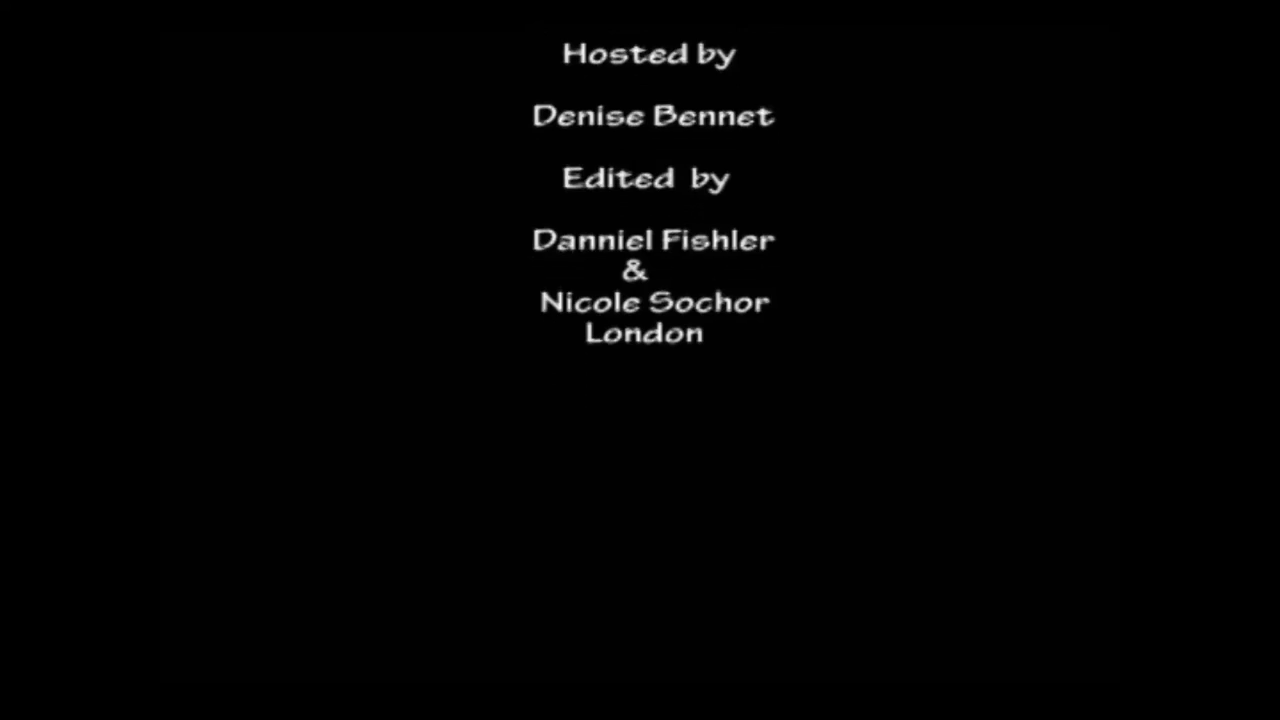 Hosted by
Denise Bennet
Edited by
Danniel Fishler
&
Nicole Sochor
London